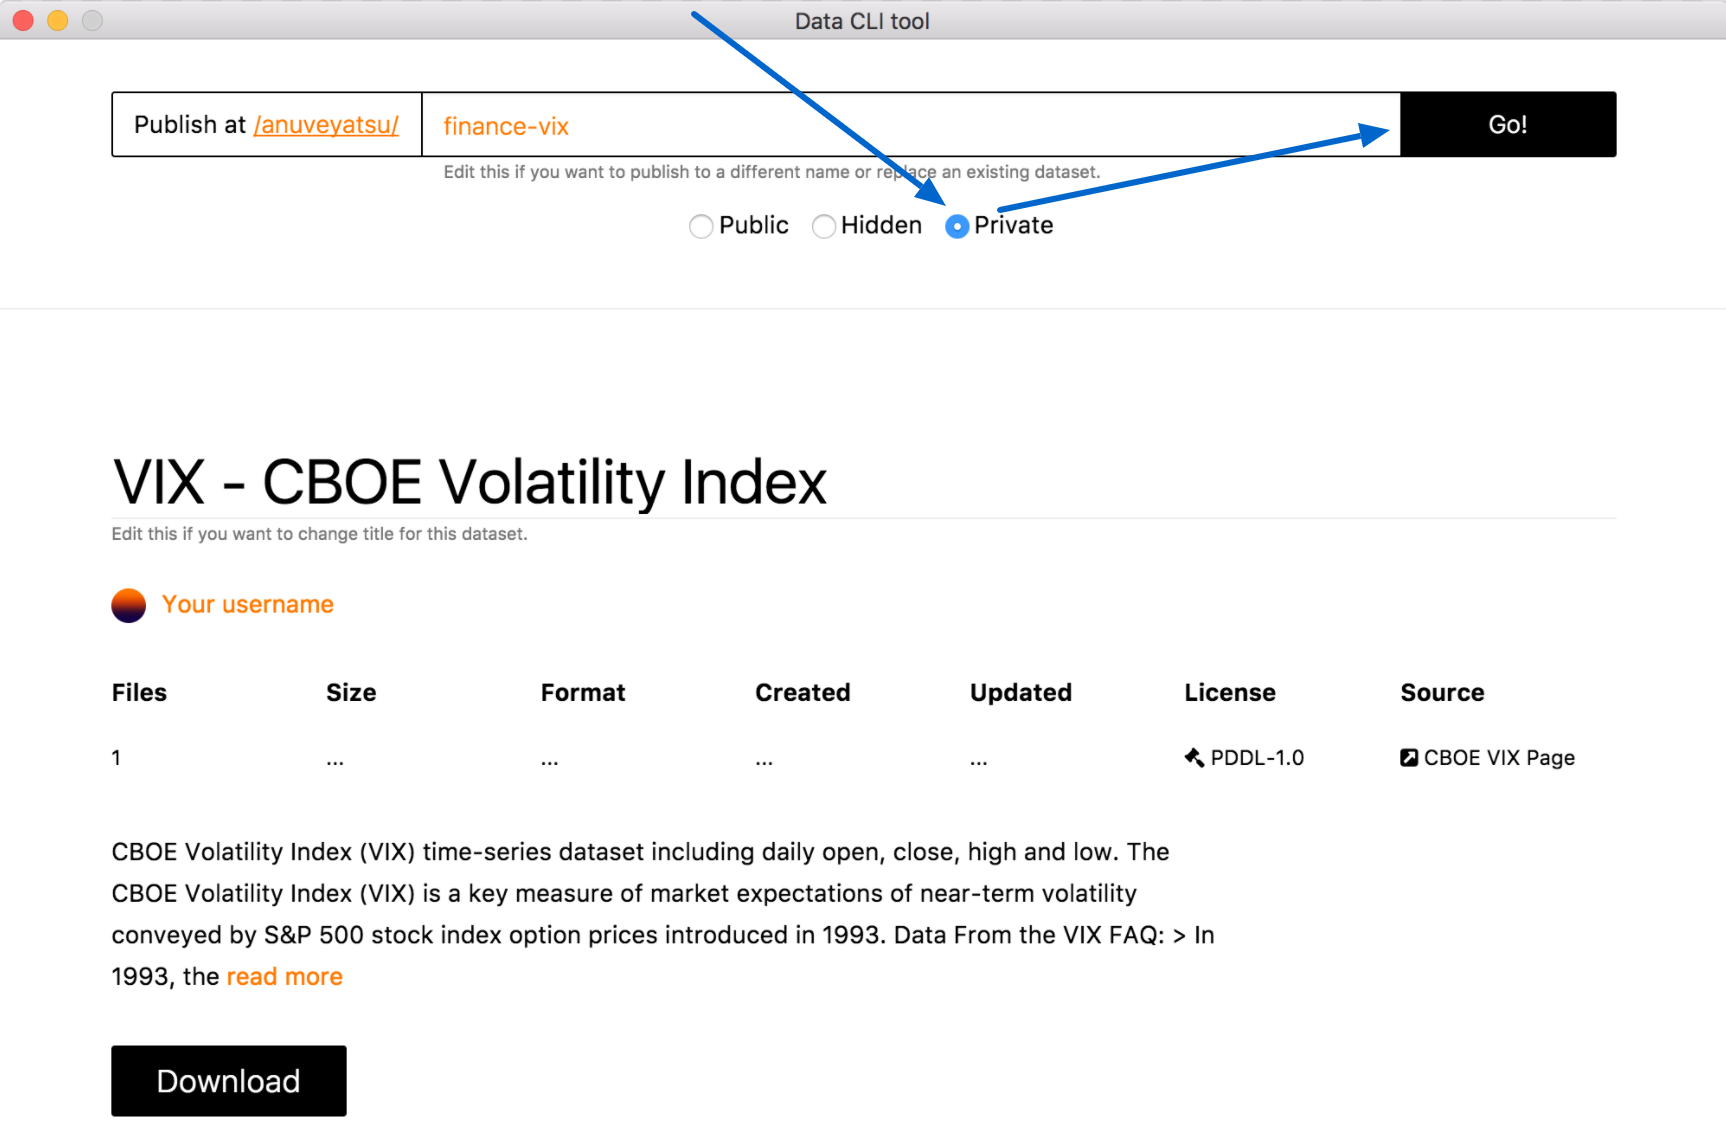 Data CLI tool
Publish at /anuveyatsu/ finance-vix Go!
Edit this if you want to publish to a different name or replace an existing dataset.
Public Hidden Private
VIX - CBOE Volatility Index
Edit this if you want to change title for this dataset.
Your username
Files Size Format Created Updated License Source
1 ... ... ... ... PDDL-1.0 CBOE VIX Page
CBOE Volatility Index (VIX) time-series dataset including daily open, close, high and low. The
CBOE Volatility Index (VIX) is a key measure of market expectations of near-term volatility
conveyed by S&P 500 stock index option prices introduced in 1993. Data From the VIX FAQ: > In
1993, the read more
Download